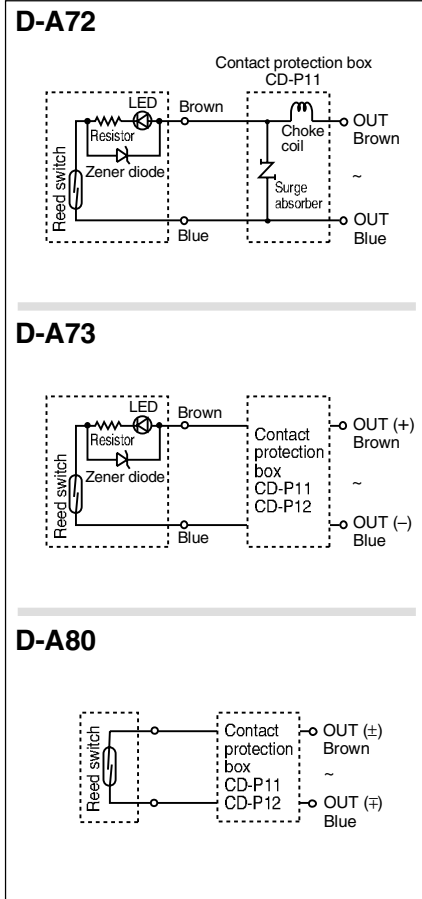 D-A72
Contact protection box
CD-P11
LED
Brown
OUT
Brown
Resistor
Choke
coil
Zener diode
~
Surge
absorber
Reed switch
OUT
Blue
Blue
D-A73
LED
Brown
OUT (+)
Brown
Resistor
Contact
protection
box
CD-P11
CD-P12
Zener diode
~
Reed switch
OUT (–)
Blue
Blue
D-A80
Reed switch
Contact
protection
box
CD-P11
CD-P12
OUT (±)
Brown
~
OUT (∓)
Blue